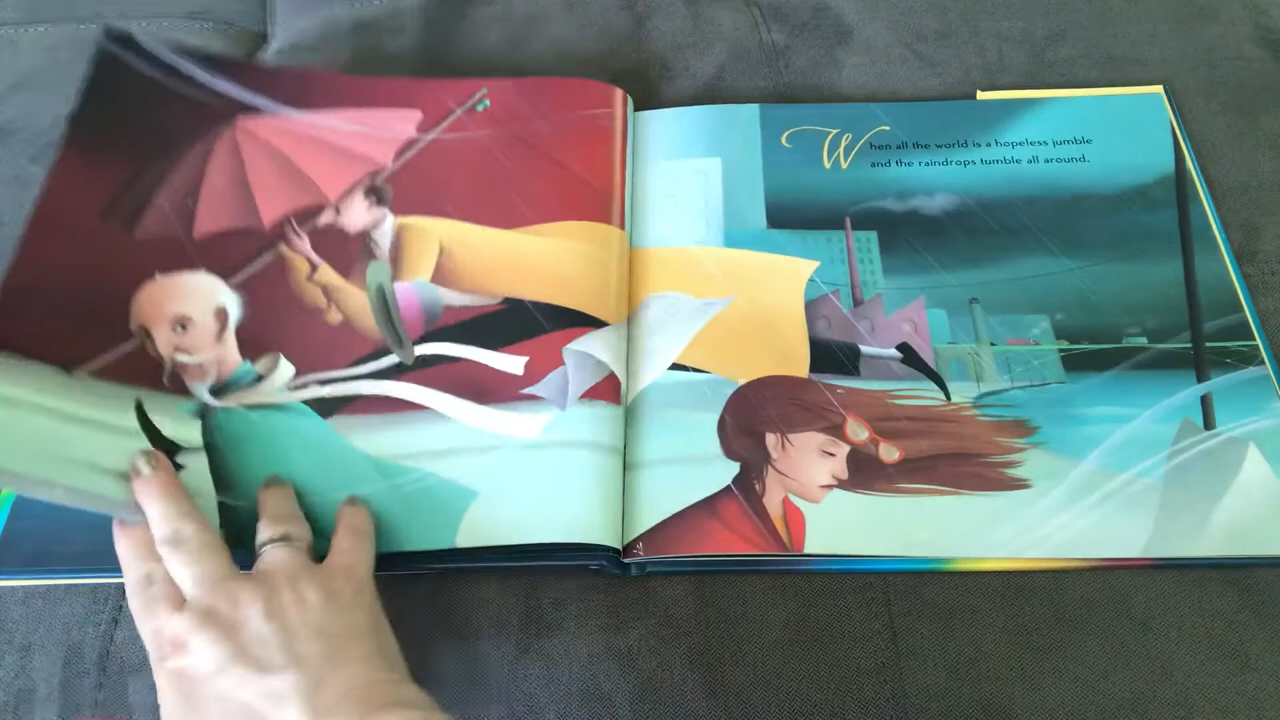 When all the world is a hopeless jumble
and the raindrops tumble all around.